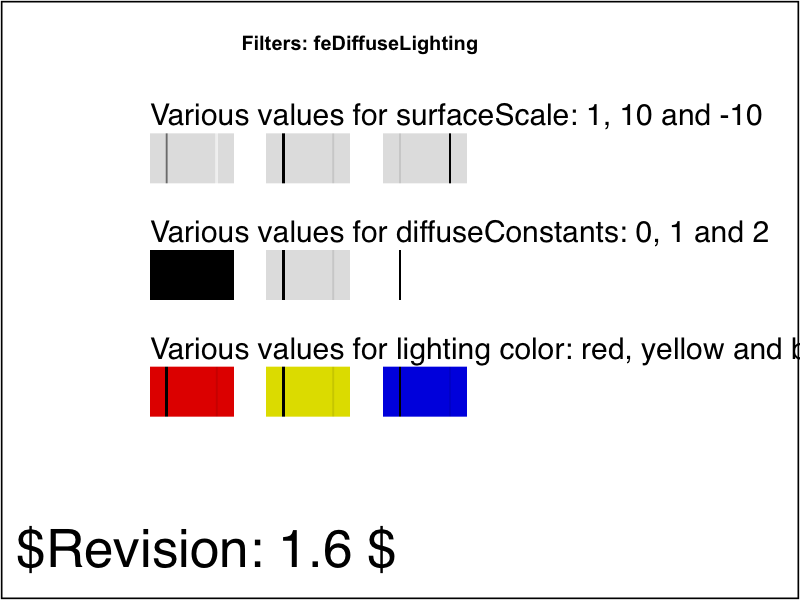 Filters: feDiffuseLighting
Various values for surfaceScale: 1, 10 and -10
Various values for diffuseConstants: 0, 1 and 2
Various values for lighting color: red, yellow and
$Revision: 1.6 $